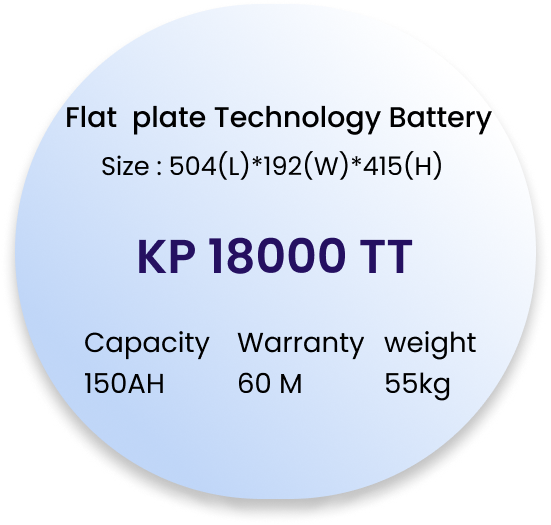 Flat plate Technology Battery
Size : 504(L)*192(W)*415(H)
KP 18000 TT
Capacity Warranty weight
150AH 60 M 55kg